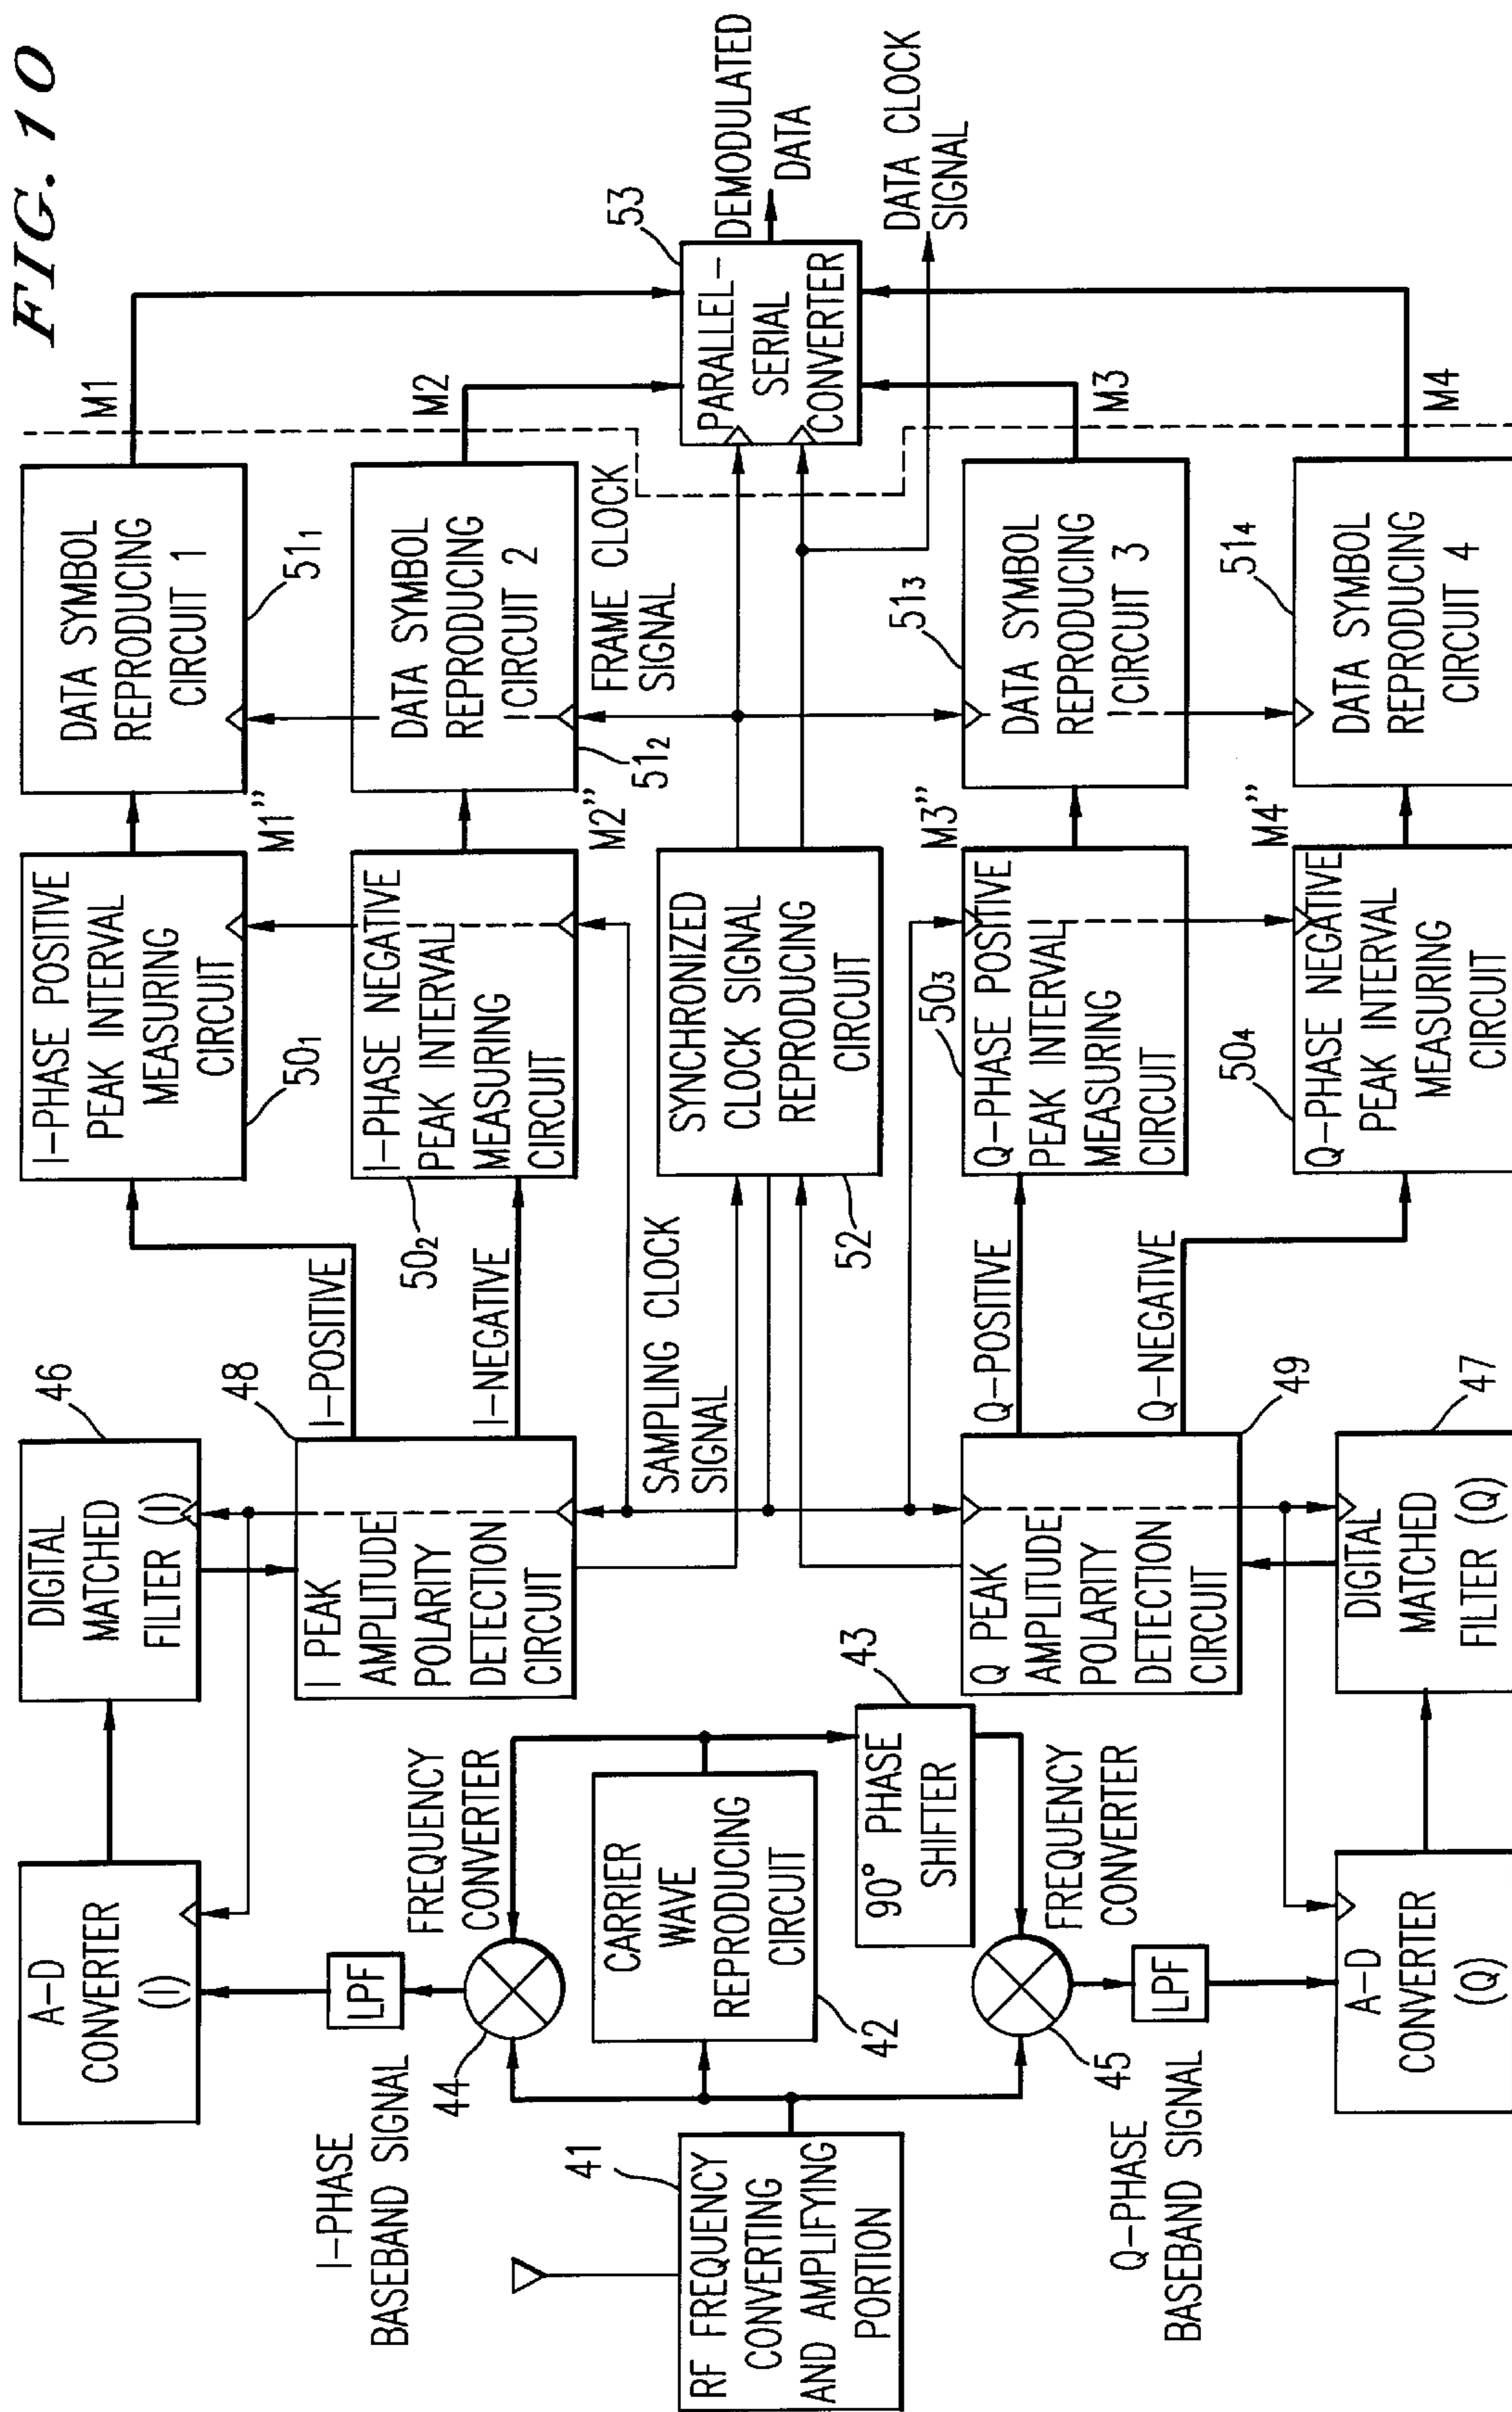 FIG. 10
RF FREQUENCY
CONVERTING
AND AMPLIFYING
PORTION
41
I-PHASE
BASEBAND SIGNAL
Q-PHASE
BASEBAND SIGNAL
44
FREQUENCY
CONVERTER
LPF
A-D
CONVERTER
(I)
CARRIER
WAVE
REPRODUCING
CIRCUIT
42
90° PHASE
SHIFTER
43
45
FREQUENCY
CONVERTER
LPF
A-D
CONVERTER
(Q)
DIGITAL
MATCHED
FILTER (I)
46
I PEAK
AMPLITUDE
POLARITY
DETECTION
CIRCUIT
48
I-POSITIVE
I-NEGATIVE
SAMPLING CLOCK
SIGNAL
Q PEAK
AMPLITUDE
POLARITY
DETECTION
CIRCUIT
49
Q-POSITIVE
Q-NEGATIVE
DIGITAL
MATCHED
FILTER (Q)
47
I-PHASE POSITIVE
PEAK INTERVAL
MEASURING
CIRCUIT
501
M1"
I-PHASE NEGATIVE
PEAK INTERVAL
MEASURING
CIRCUIT
502
M2"
SYNCHRONIZED
CLOCK SIGNAL
REPRODUCING
CIRCUIT
52
Q-PHASE POSITIVE
PEAK INTERVAL
MEASURING
CIRCUIT
503
M3"
Q-PHASE NEGATIVE
PEAK INTERVAL
MEASURING
CIRCUIT
504
M4"
DATA SYMBOL
REPRODUCING
CIRCUIT 1
511
M1
DATA SYMBOL
REPRODUCING
CIRCUIT 2
512
M2
FRAME CLOCK
SIGNAL
DATA SYMBOL
REPRODUCING
CIRCUIT 3
513
M3
DATA SYMBOL
REPRODUCING
CIRCUIT 4
514
M4
PARALLEL-
SERIAL
CONVERTER
53
DEMODULATED
DATA
DATA CLOCK
SIGNAL